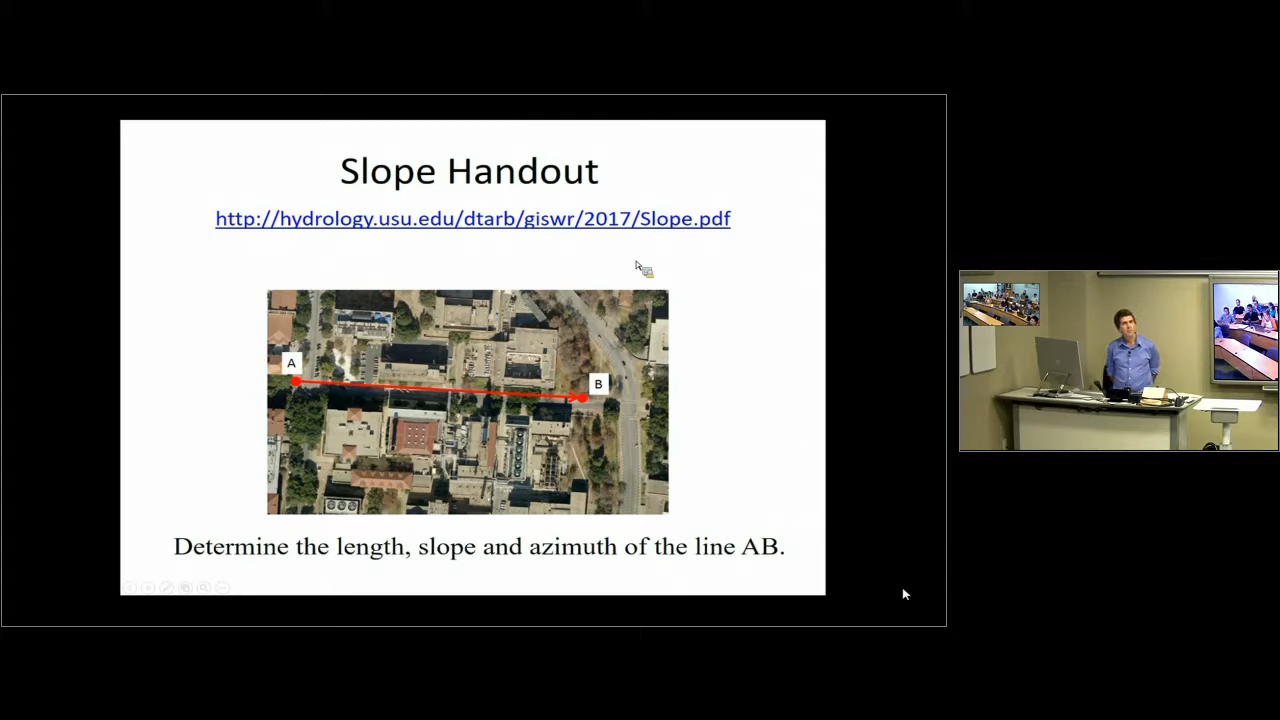 Slope Handout
http://hydrology.usu.edu/dtarb/giswr/2017/Slope.pdf
A
B
Determine the length, slope and azimuth of the line AB.